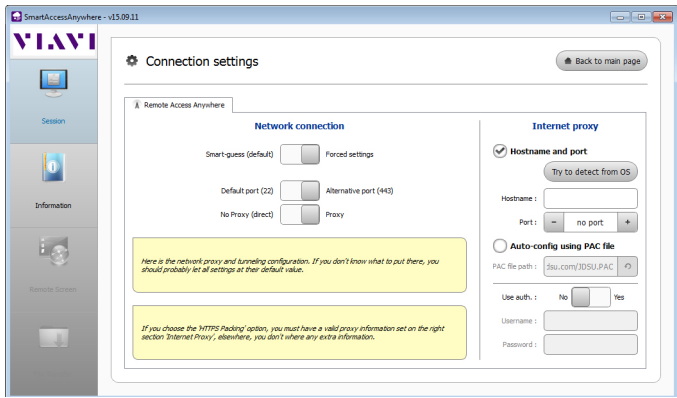 SmartAccessAnywhere - v15.09.11
VIAVI
Connection settings
Back to main page
Session
Remote Access Anywhere
Network connection
Internet proxy
Smart-guess (default)
Forced settings
Hostname and port
Try to detect from OS
Default port (22)
Alternative port (443)
Hostname :
Information
No Proxy (direct)
Proxy
Port :
- no port +
Auto-config using PAC file
Here is the network proxy and tunneling configuration. If you don't know what to put there, you
should probably let all settings at their default value.
PAC file path :
su.com/JDSU.PAC
Remote Screen
Use auth. :
No
Yes
If you choose the 'HTTPS Packing' option, you must have a valid proxy information set on the right
section 'Internet Proxy', elsewhere, you don't where any extra information.
Username :
Password :